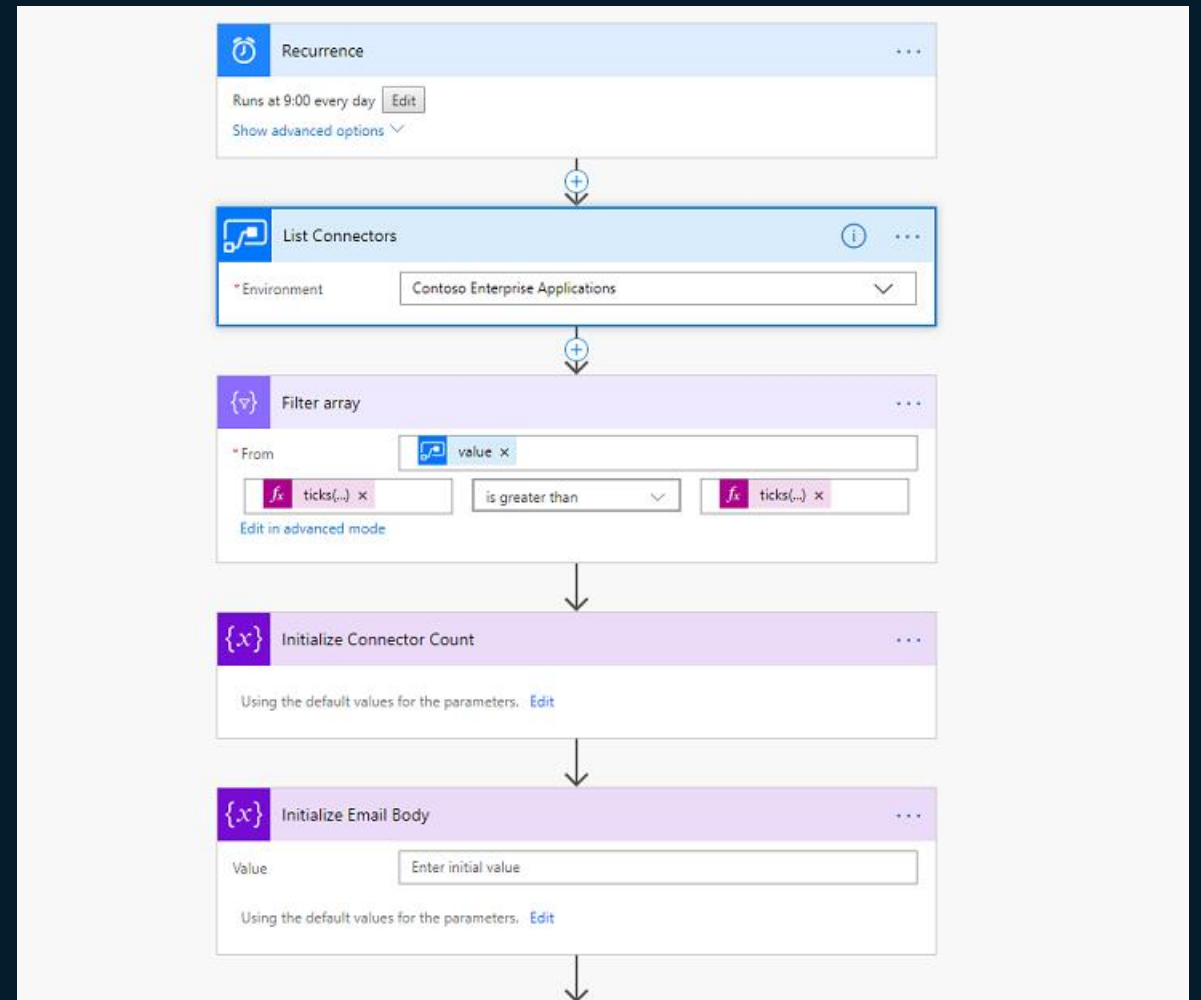 Recurrence
Runs at 9:00 every day Edit
Show advanced options
List Connectors
* Environment Contoso Enterprise Applications
Filter array
* From value ×
fx ticks(...) × is greater than fx ticks(...) ×
Edit in advanced mode
{x} Initialize Connector Count
Using the default values for the parameters. Edit
{x} Initialize Email Body
Value Enter initial value
Using the default values for the parameters. Edit